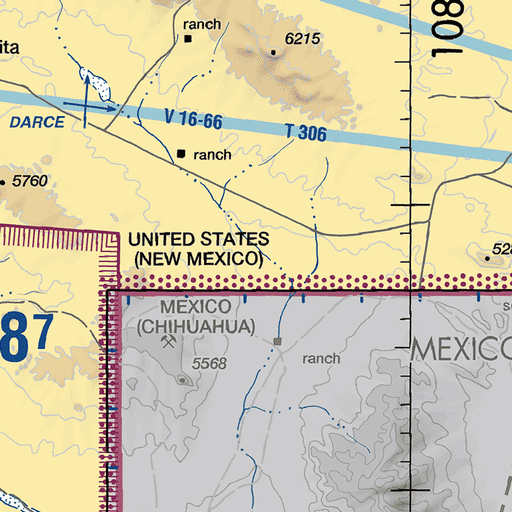 ranch
6215
108
ita
V 16-66
T 306
DARCE
ranch
5760
UNITED STATES
(NEW MEXICO)
528
MEXICO
(CHIHUAHUA)
87
5568
ranch
MEXICO
s